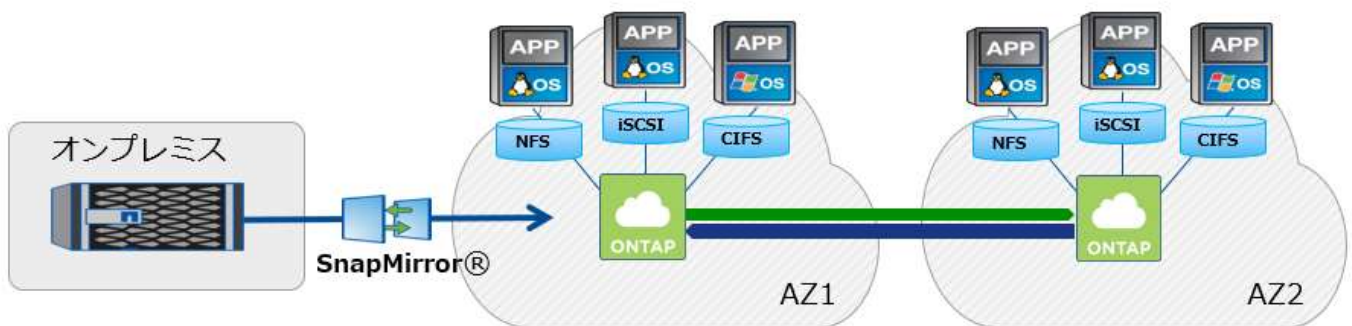 オンプレミス
SnapMirror®
APP
OS
APP
OS
APP
OS
NFS
iSCSI
CIFS
ONTAP
AZ1
APP
OS
APP
OS
APP
OS
NFS
iSCSI
CIFS
ONTAP
AZ2